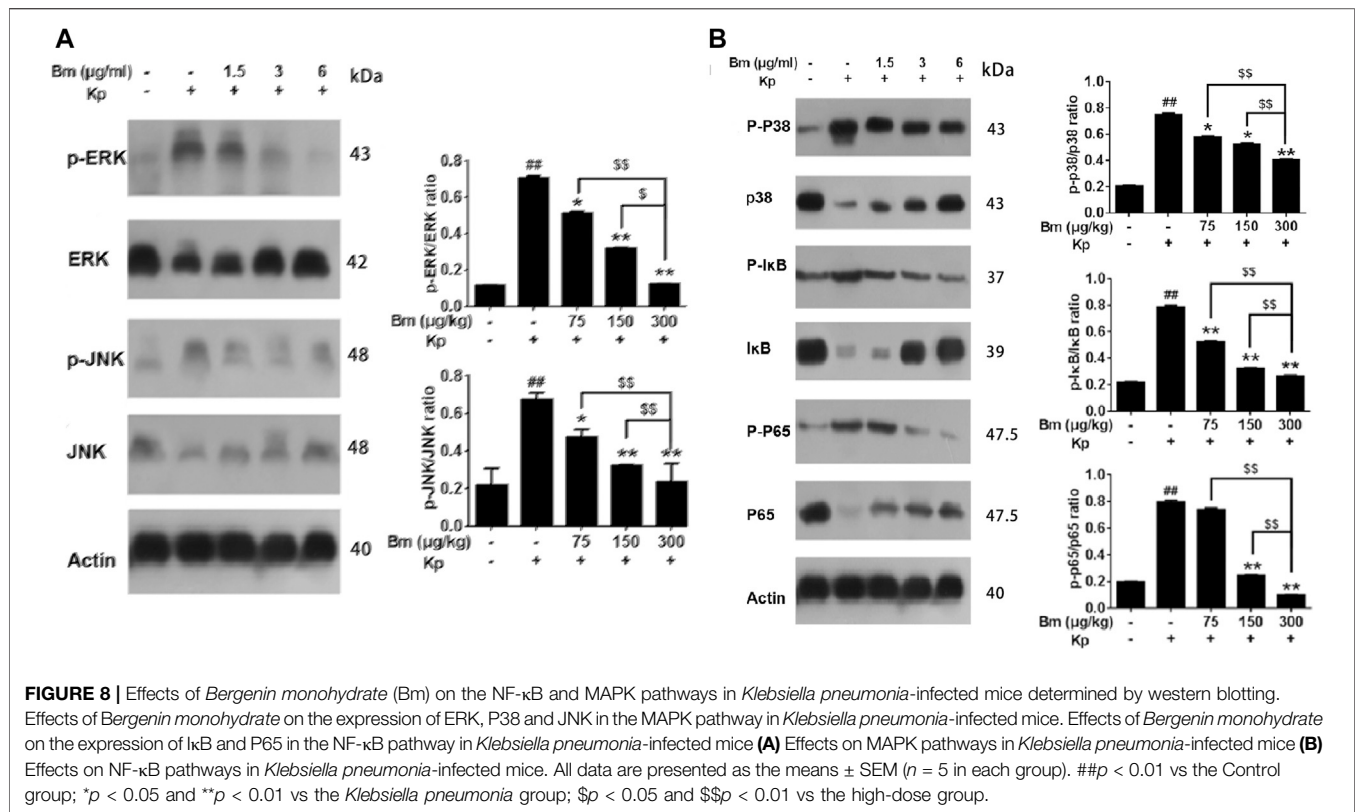 A
Bm (µg/ml) - - 1.5 3 6 kDa
Kp - + + + +
p-ERK 43
ERK 42
p-JNK 48
JNK 48
Actin 40
p-ERK/ERK ratio
0.8
0.6
0.4
0.2
0.0
##
*
**
**
$$
$
Bm (µg/kg) - - 75 150 300
Kp - + + + +
p-JNK/JNK ratio
0.8
0.6
0.4
0.2
0.0
##
*
**
**
$$
$$
Bm (µg/kg) - - 75 150 300
Kp - + + + +
B
Bm (µg/ml) - - 1.5 3 6 kDa
Kp - + + + +
P-P38 43
p38 43
P-IκB 37
IκB 39
P-P65 47.5
P65 47.5
Actin 40
p-p38/p38 ratio
1.0
0.8
0.6
0.4
0.2
0.0
##
*
*
**
$$
$$
Bm (µg/kg) - - 75 150 300
Kp - + + + +
p-IκB/IκB ratio
1.0
0.8
0.6
0.4
0.2
0.0
##
**
**
**
$$
$$
Bm (µg/kg) - - 75 150 300
Kp - + + + +
p-p65/p65 ratio
1.0
0.8
0.6
0.4
0.2
0.0
##
**
**
$$
$$
Bm (µg/kg) - - 75 150 300
Kp - + + + +
FIGURE 8 | Effects of Bergenin monohydrate (Bm) on the NF-κB and MAPK pathways in Klebsiella pneumonia-infected mice determined by western blotting.
Effects of Bergenin monohydrate on the expression of ERK, P38 and JNK in the MAPK pathway in Klebsiella pneumonia-infected mice. Effects of Bergenin monohydrate
on the expression of IκB and P65 in the NF-κB pathway in Klebsiella pneumonia-infected mice (A) Effects on MAPK pathways in Klebsiella pneumonia-infected mice (B)
Effects on NF-κB pathways in Klebsiella pneumonia-infected mice. All data are presented as the means ± SEM (n = 5 in each group). ##p < 0.01 vs the Control
group; *p < 0.05 and **p < 0.01 vs the Klebsiella pneumonia group; $p < 0.05 and $$p < 0.01 vs the high-dose group.